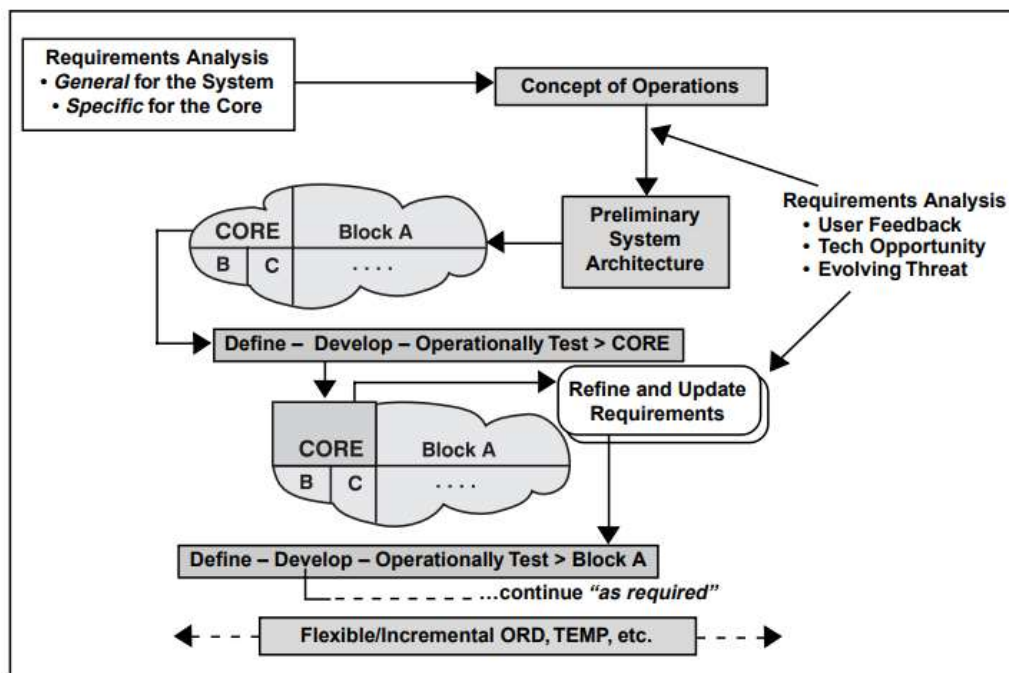 Requirements Analysis
• General for the System
• Specific for the Core
Concept of Operations
Preliminary
System
Architecture
Requirements Analysis
• User Feedback
• Tech Opportunity
• Evolving Threat
CORE
Block A
B
C
. . . .
Define – Develop – Operationally Test > CORE
Refine and Update
Requirements
CORE
Block A
B
C
. . . .
Define – Develop – Operationally Test > Block A
…continue “as required”
Flexible/Incremental ORD, TEMP, etc.